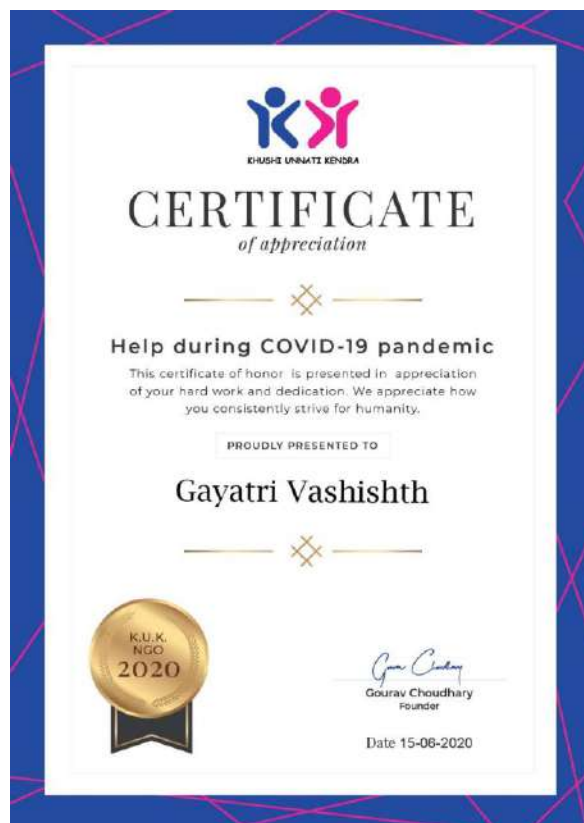 KHUSHI UNNATI KENDRA
CERTIFICATE
of appreciation
Help during COVID-19 pandemic
This certificate of honor is presented in appreciation
of your hard work and dedication. We appreciate how
you consistently strive for humanity.
PROUDLY PRESENTED TO
Gayatri Vashishth
K.U.K.
NGO
2020
Gourav Choudhary
Founder
Date 15-06-2020